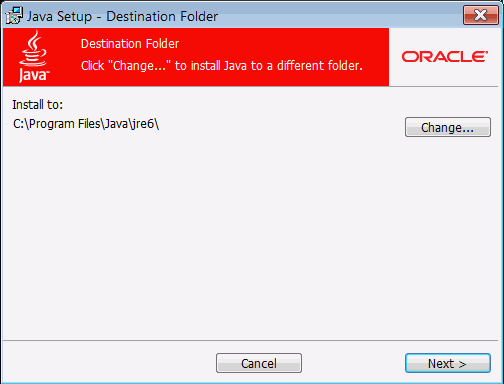 Java Setup - Destination Folder
Destination Folder
Click "Change..." to install Java to a different folder.
Java™
ORACLE®
Install to:
C:\Program Files\Java\jre6\
Change...
Cancel
Next >